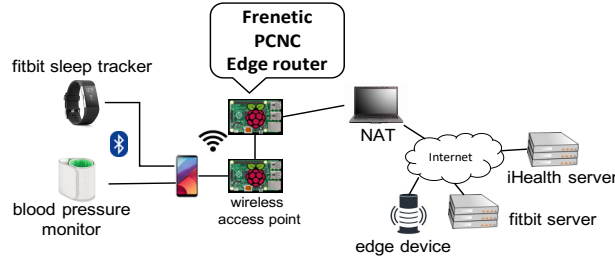 Frenetic
PCNC
Edge router
fitbit sleep tracker
NAT
Internet
iHealth server
wireless
access point
blood pressure
monitor
fitbit server
edge device